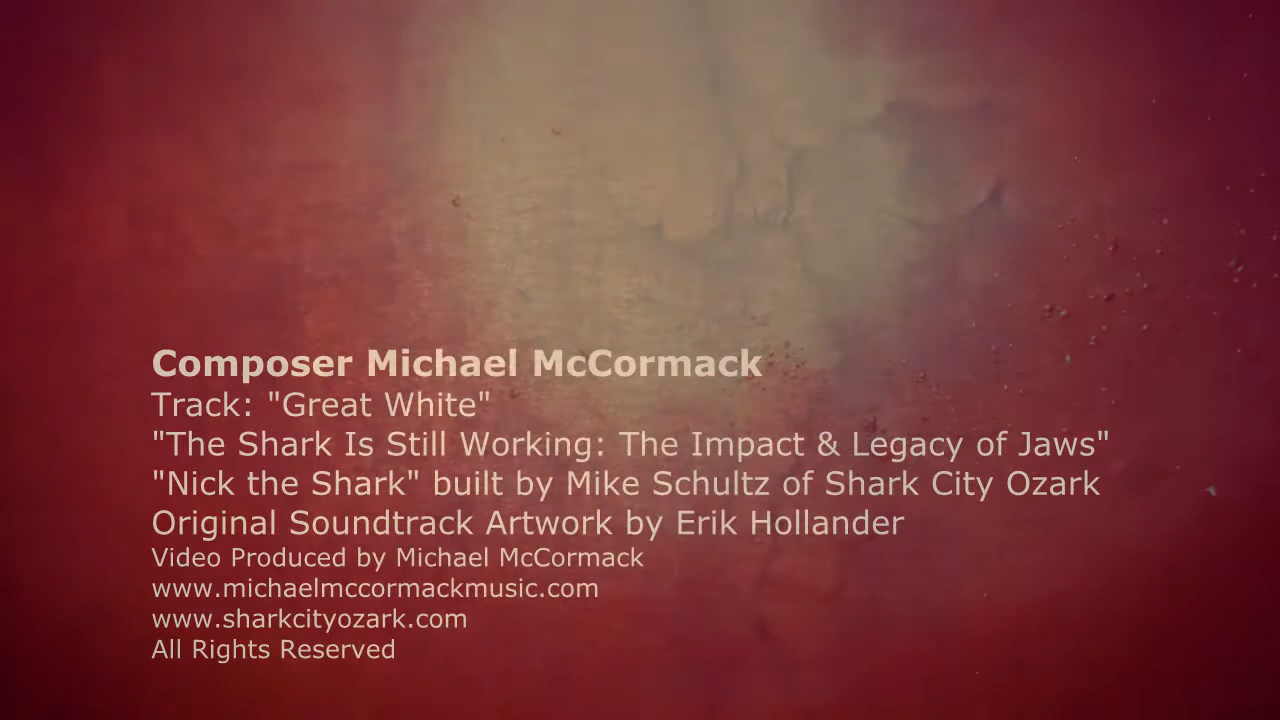 Composer Michael McCormack
Track: "Great White"
"The Shark Is Still Working: The Impact & Legacy of Jaws"
"Nick the Shark" built by Mike Schultz of Shark City Ozark
Original Soundtrack Artwork by Erik Hollander
Video Produced by Michael McCormack
www.michaelmccormackmusic.com
www.sharkcityozark.com
All Rights Reserved